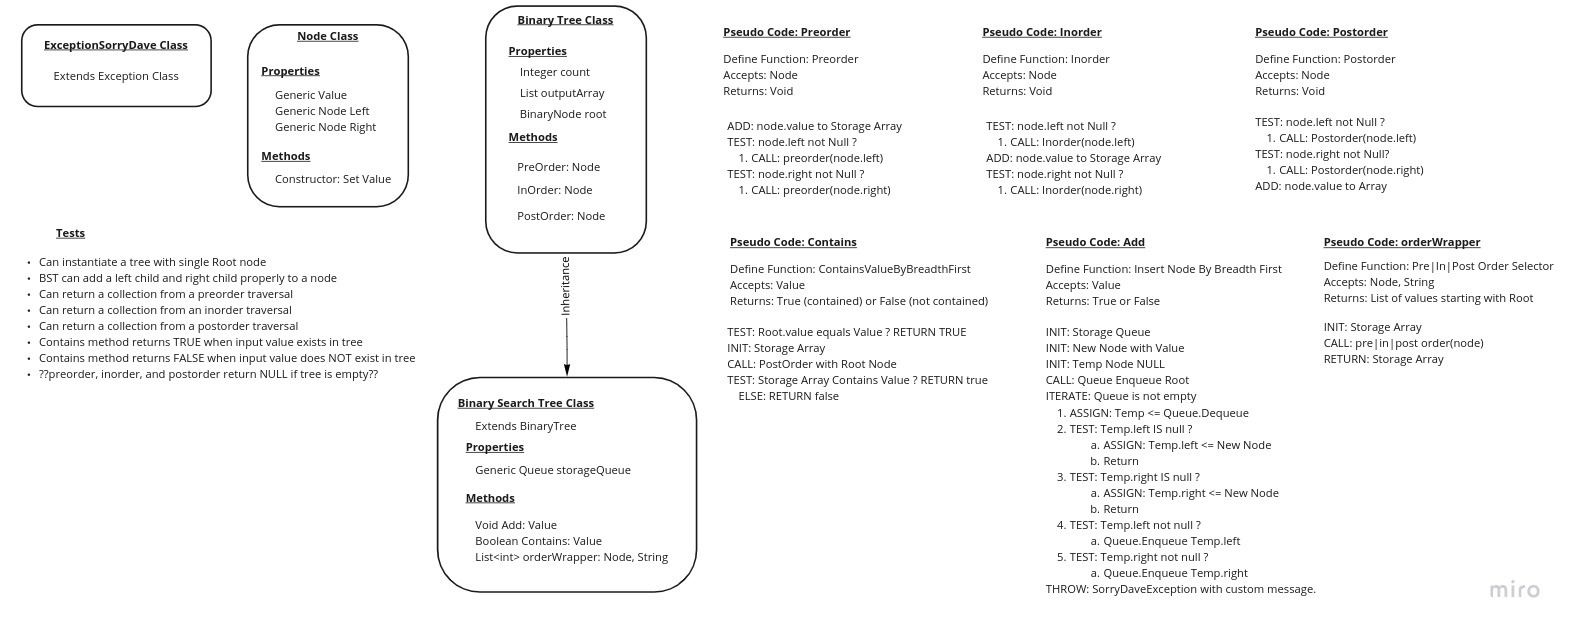 ExceptionSorryDave Class
Extends Exception Class
Node Class
Properties
Generic Value
Generic Node Left
Generic Node Right
Methods
Constructor: Set Value
Binary Tree Class
Properties
Integer count
List outputArray
BinaryNode root
Methods
PreOrder: Node
InOrder: Node
PostOrder: Node
Inheritance
Binary Search Tree Class
Extends BinaryTree
Properties
Generic Queue storageQueue
Methods
Void Add: Value
Boolean Contains: Value
List<int> orderWrapper: Node, String
Tests
• Can instantiate a tree with single Root node
• BST can add a left child and right child properly to a node
• Can return a collection from a preorder traversal
• Can return a collection from an inorder traversal
• Can return a collection from a postorder traversal
• Contains method returns TRUE when input value exists in tree
• Contains method returns FALSE when input value does NOT exist in tree
• ??preorder, inorder, and postorder return NULL if tree is empty??
Pseudo Code: Preorder
Define Function: Preorder
Accepts: Node
Returns: Void
ADD: node.value to Storage Array
TEST: node.left not Null ?
1. CALL: preorder(node.left)
TEST: node.right not Null ?
1. CALL: preorder(node.right)
Pseudo Code: Inorder
Define Function: Inorder
Accepts: Node
Returns: Void
TEST: node.left not Null ?
1. CALL: Inorder(node.left)
ADD: node.value to Storage Array
TEST: node.right not Null ?
1. CALL: Inorder(node.right)
Pseudo Code: Postorder
Define Function: Postorder
Accepts: Node
Returns: Void
TEST: node.left not Null ?
1. CALL: Postorder(node.left)
TEST: node.right not Null?
1. CALL: Postorder(node.right)
ADD: node.value to Array
Pseudo Code: Contains
Define Function: ContainsValueByBreadthFirst
Accepts: Value
Returns: True (contained) or False (not contained)
TEST: Root.value equals Value ? RETURN TRUE
INIT: Storage Array
CALL: PostOrder with Root Node
TEST: Storage Array Contains Value ? RETURN true
ELSE: RETURN false
Pseudo Code: Add
Define Function: Insert Node By Breadth First
Accepts: Value
Returns: True or False
INIT: Storage Queue
INIT: New Node with Value
INIT: Temp Node NULL
CALL: Queue Enqueue Root
ITERATE: Queue is not empty
1. ASSIGN: Temp <= Queue.Dequeue
2. TEST: Temp.left IS null ?
a. ASSIGN: Temp.left <= New Node
b. Return
3. TEST: Temp.right IS null ?
a. ASSIGN: Temp.right <= New Node
b. Return
4. TEST: Temp.left not null ?
a. Queue.Enqueue Temp.left
5. TEST: Temp.right not null ?
a. Queue.Enqueue Temp.right
THROW: SorryDaveException with custom message.
Pseudo Code: orderWrapper
Define Function: Pre|In|Post Order Selector
Accepts: Node, String
Returns: List of values starting with Root
INIT: Storage Array
CALL: pre|in|post order(node)
RETURN: Storage Array
miro